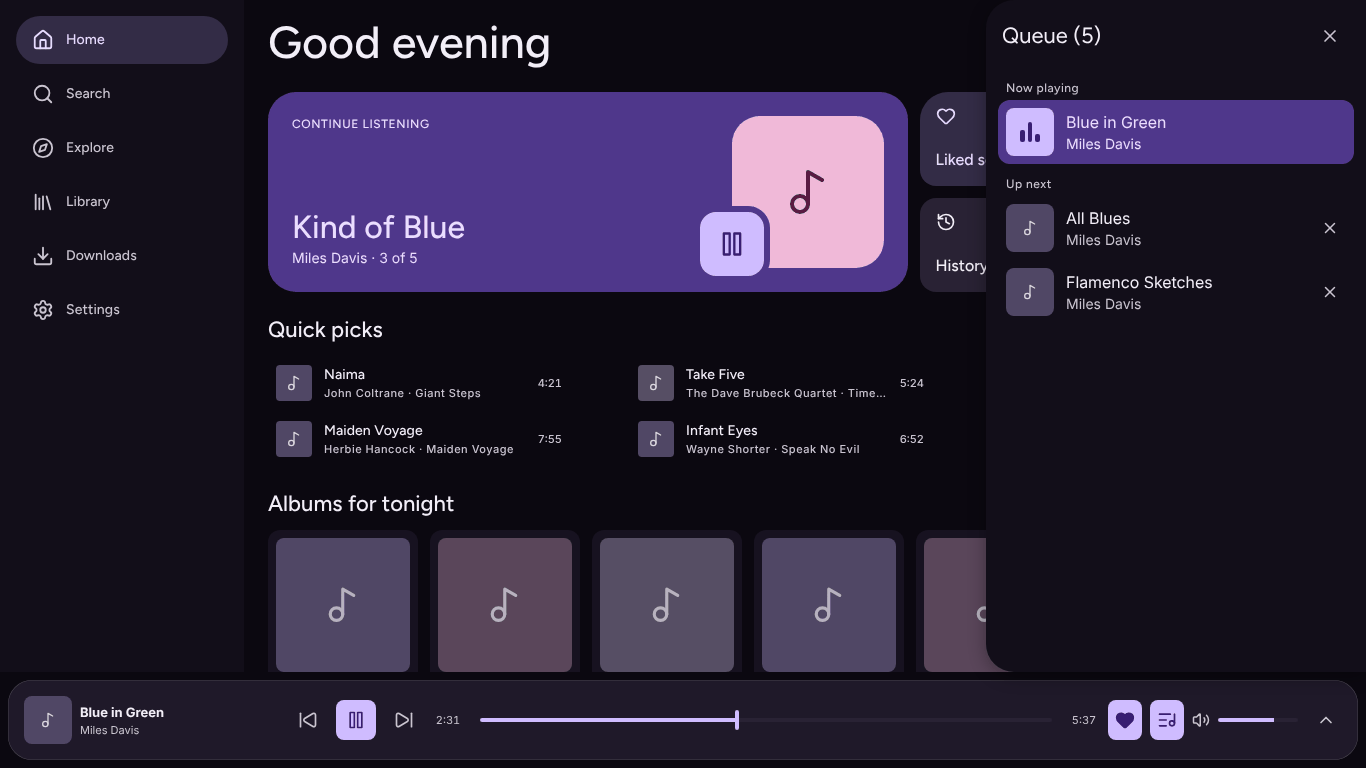 Home
Search
Explore
Library
Downloads
Settings
Good evening
CONTINUE LISTENING
Kind of Blue
Miles Davis · 3 of 5
Liked s
History
Quick picks
Naima
John Coltrane · Giant Steps
4:21
Take Five
The Dave Brubeck Quartet · Time...
5:24
Maiden Voyage
Herbie Hancock · Maiden Voyage
7:55
Infant Eyes
Wayne Shorter · Speak No Evil
6:52
Albums for tonight
Queue (5)
Now playing
Blue in Green
Miles Davis
Up next
All Blues
Miles Davis
Flamenco Sketches
Miles Davis
Blue in Green
Miles Davis
2:31
5:37